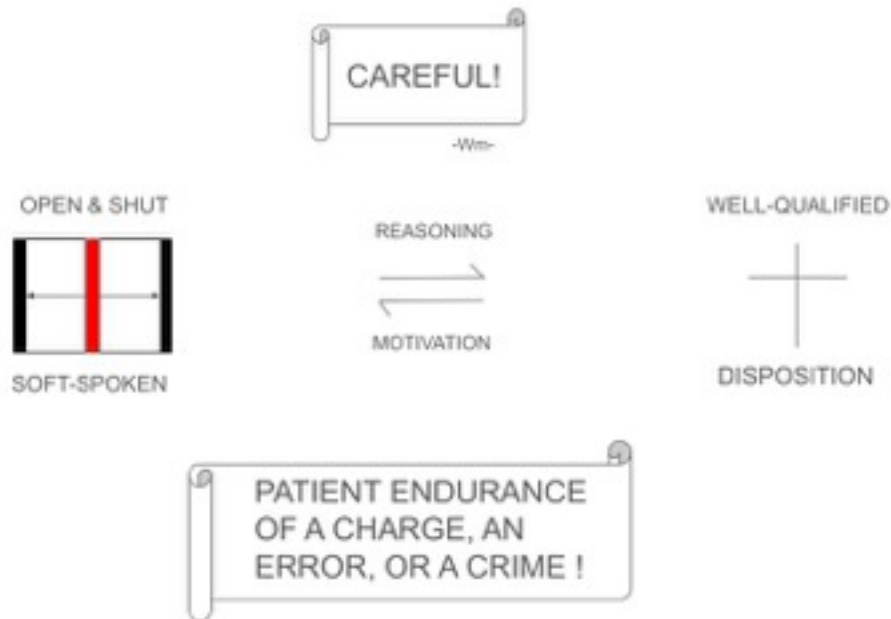 CAREFUL!
-Wm-
OPEN & SHUT
WELL-QUALIFIED
REASONING
MOTIVATION
SOFT-SPOKEN
DISPOSITION
PATIENT ENDURANCE
OF A CHARGE, AN
ERROR, OR A CRIME !